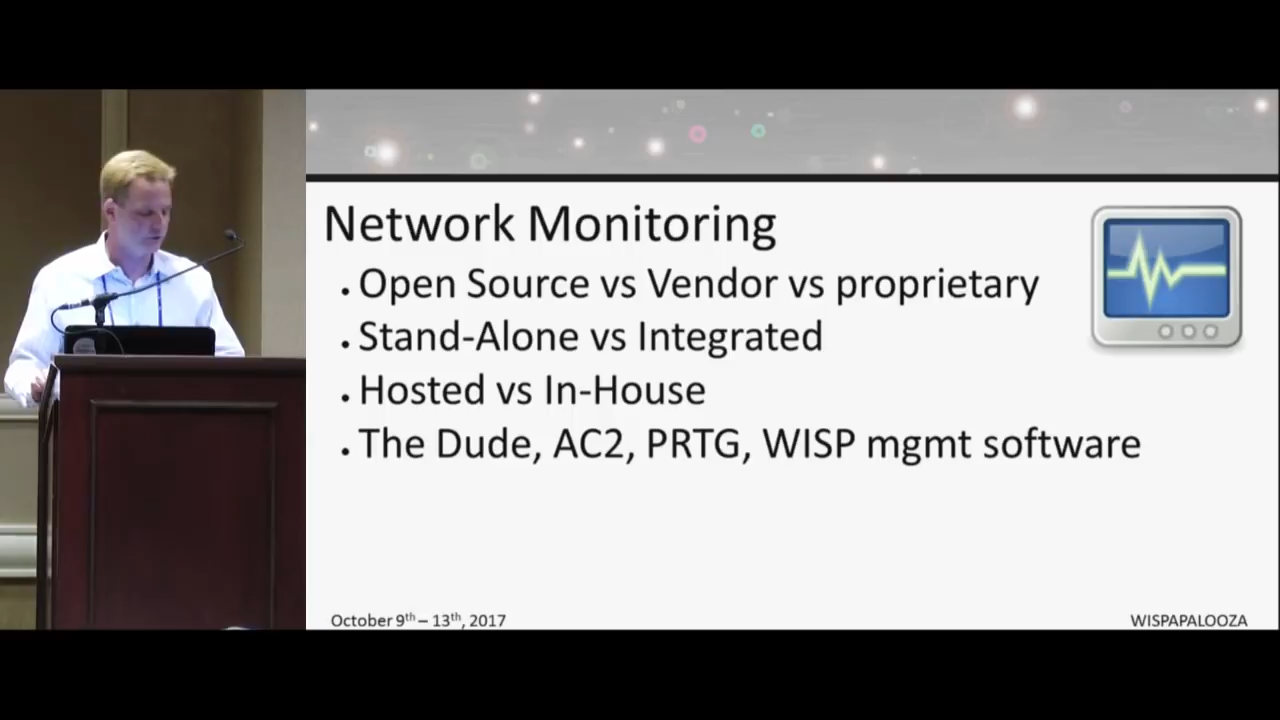 Network Monitoring
• Open Source vs Vendor vs proprietary
• Stand-Alone vs Integrated
• Hosted vs In-House
• The Dude, AC2, PRTG, WISP mgmt software
October 9th – 13th, 2017
WISPAPALOOZA